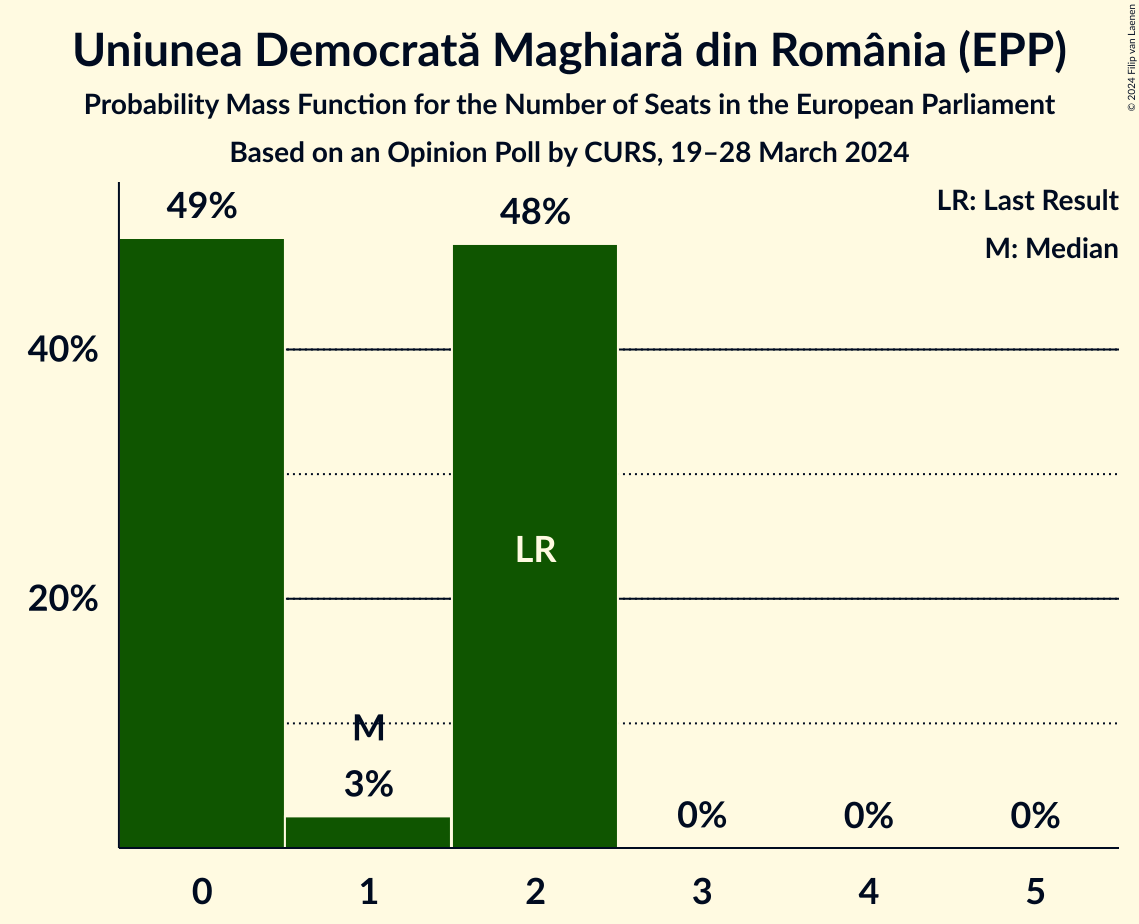 Uniunea Democrată Maghiară din România (EPP)
Probability Mass Function for the Number of Seats in the European Parliament
Based on an Opinion Poll by CURS, 19–28 March 2024
© 2024 Filip van Laenen
LR: Last Result
M: Median
49%
48%
40%
LR
20%
M
3%
0%
0%
0%
0
1
2
3
4
5